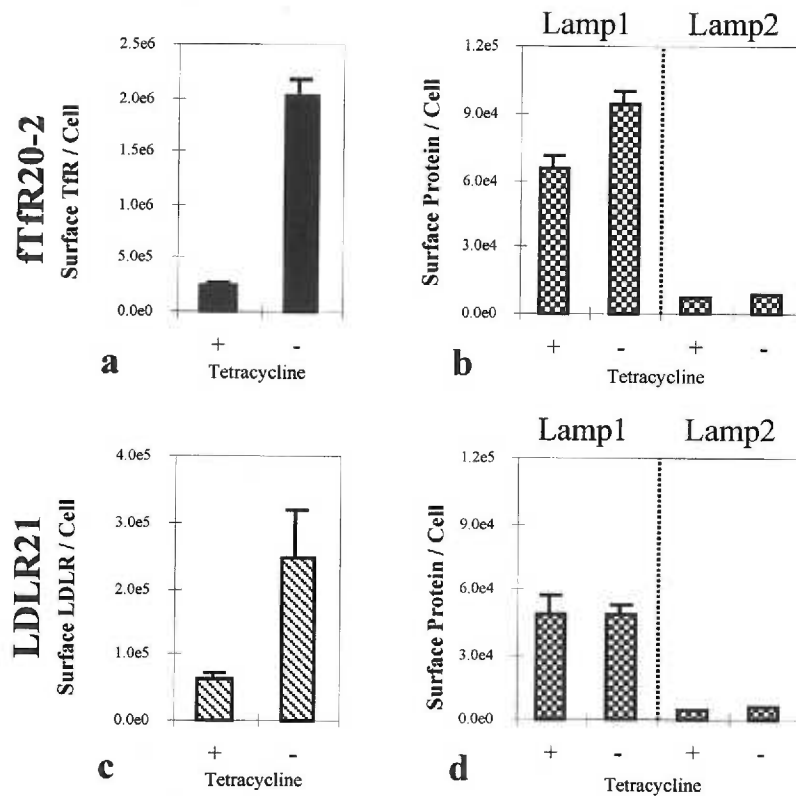 fTfR20-2
Surface TfR / Cell
2.5e6
2.0e6
1.5e6
1.0e6
5.0e5
0.0e0
+ -
Tetracycline
a
Lamp1 Lamp2
Surface Protein / Cell
1.2e5
9.0e4
6.0e4
3.0e4
0.0e0
+ - + -
Tetracycline
b
LDLR21
Surface LDLR / Cell
4.0e5
3.0e5
2.0e5
1.0e5
0.0e0
+ -
Tetracycline
c
Lamp1 Lamp2
Surface Protein / Cell
1.2e5
9.0e4
6.0e4
3.0e4
0.0e0
+ - + -
Tetracycline
d